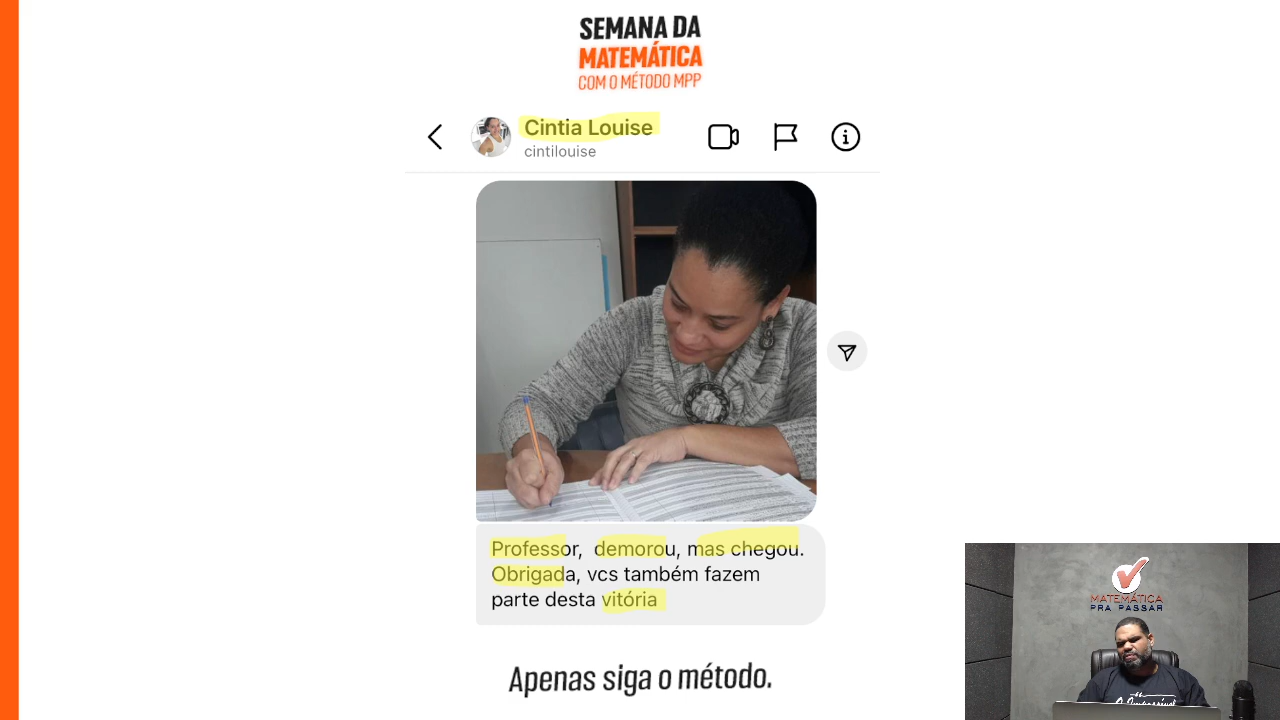 SEMANA DA
MATEMÁTICA
COM O MÉTODO MPP
Cintia Louise
cintilouise
Professor, demorou, mas chegou.
Obrigada, vcs também fazem
parte desta vitória
Apenas siga o método.
MATEMÁTICA
PRA PASSAR